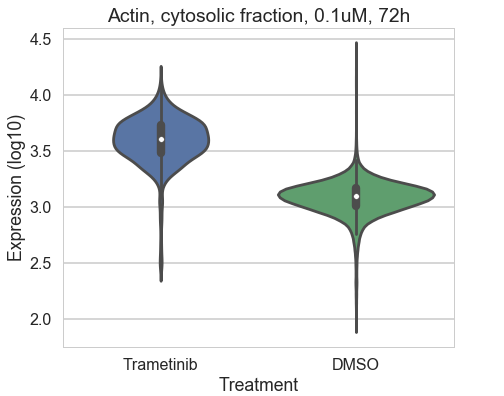 Actin, cytosolic fraction, 0.1uM, 72h
Expression (log10)
4.5
4.0
3.5
3.0
2.5
2.0
Trametinib
DMSO
Treatment